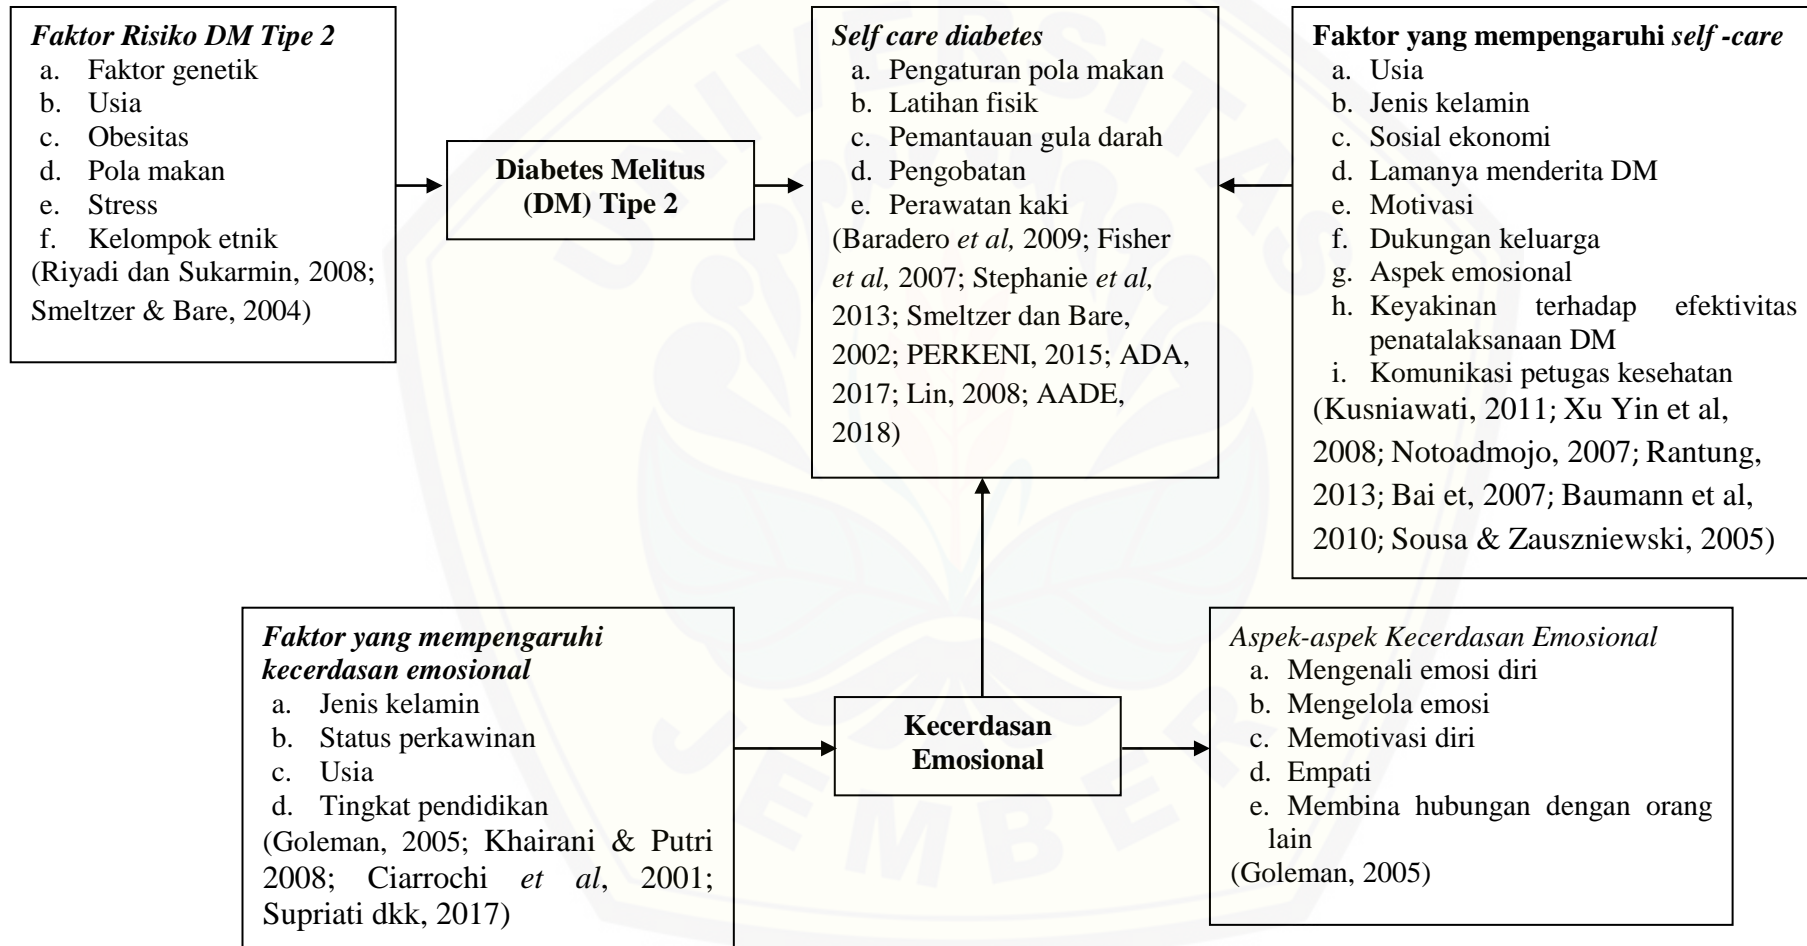 Faktor Risiko DM Tipe 2
a. Faktor genetik
b. Usia
c. Obesitas
d. Pola makan
e. Stress
f. Kelompok etnik
(Riyadi dan Sukarmin, 2008;
Smeltzer & Bare, 2004)
Diabetes Melitus
(DM) Tipe 2
Self care diabetes
a. Pengaturan pola makan
b. Latihan fisik
c. Pemantauan gula darah
d. Pengobatan
e. Perawatan kaki
(Baradero et al, 2009; Fisher
et al, 2007; Stephanie et al,
2013; Smeltzer dan Bare,
2002; PERKENI, 2015; ADA,
2017; Lin, 2008; AADE,
2018)
Faktor yang mempengaruhi self -care
a. Usia
b. Jenis kelamin
c. Sosial ekonomi
d. Lamanya menderita DM
e. Motivasi
f. Dukungan keluarga
g. Aspek emosional
h. Keyakinan terhadap efektivitas
penatalaksanaan DM
i. Komunikasi petugas kesehatan
(Kusniawati, 2011; Xu Yin et al,
2008; Notoadmojo, 2007; Rantung,
2013; Bai et, 2007; Baumann et al,
2010; Sousa & Zauszniewski, 2005)
Faktor yang mempengaruhi
kecerdasan emosional
a. Jenis kelamin
b. Status perkawinan
c. Usia
d. Tingkat pendidikan
(Goleman, 2005; Khairani & Putri
2008; Ciarrochi et al, 2001;
Supriati dkk, 2017)
Kecerdasan
Emosional
Aspek-aspek Kecerdasan Emosional
a. Mengenali emosi diri
b. Mengelola emosi
c. Memotivasi diri
d. Empati
e. Membina hubungan dengan orang
lain
(Goleman, 2005)
UNIVERSITAS
JEMBER